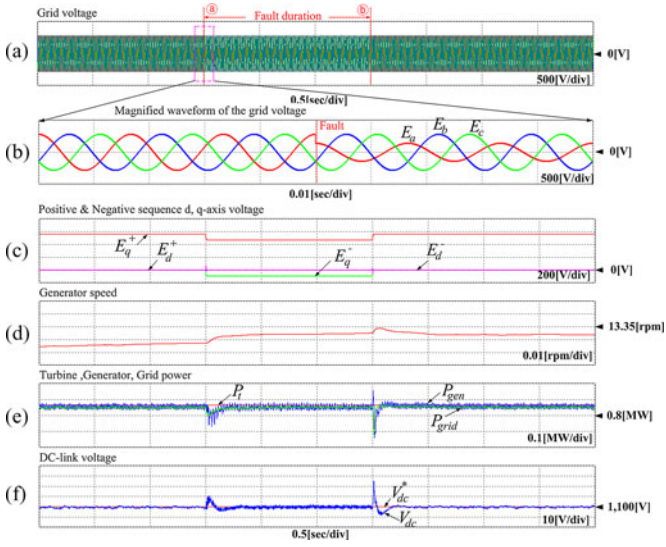 Grid voltage
ⓐ Fault duration ⓑ
(a)
0[V]
500[V/div]
0.5[sec/div]
Magnified waveform of the grid voltage
Fault
(b)
Ea Eb Ec
0[V]
0.01[sec/div]
500[V/div]
Positive & Negative sequence d, q-axis voltage
(c)
Eq+ Ed+ Eq- Ed-
0[V]
200[V/div]
Generator speed
(d)
13.35[rpm]
0.01[rpm/div]
Turbine ,Generator, Grid power
(e)
Pt Pgen
Pgrid
0.8[MW]
0.1[MW/div]
DC-link voltage
(f)
Vdc*
Vdc
1,100[V]
10[V/div]
0.5[sec/div]